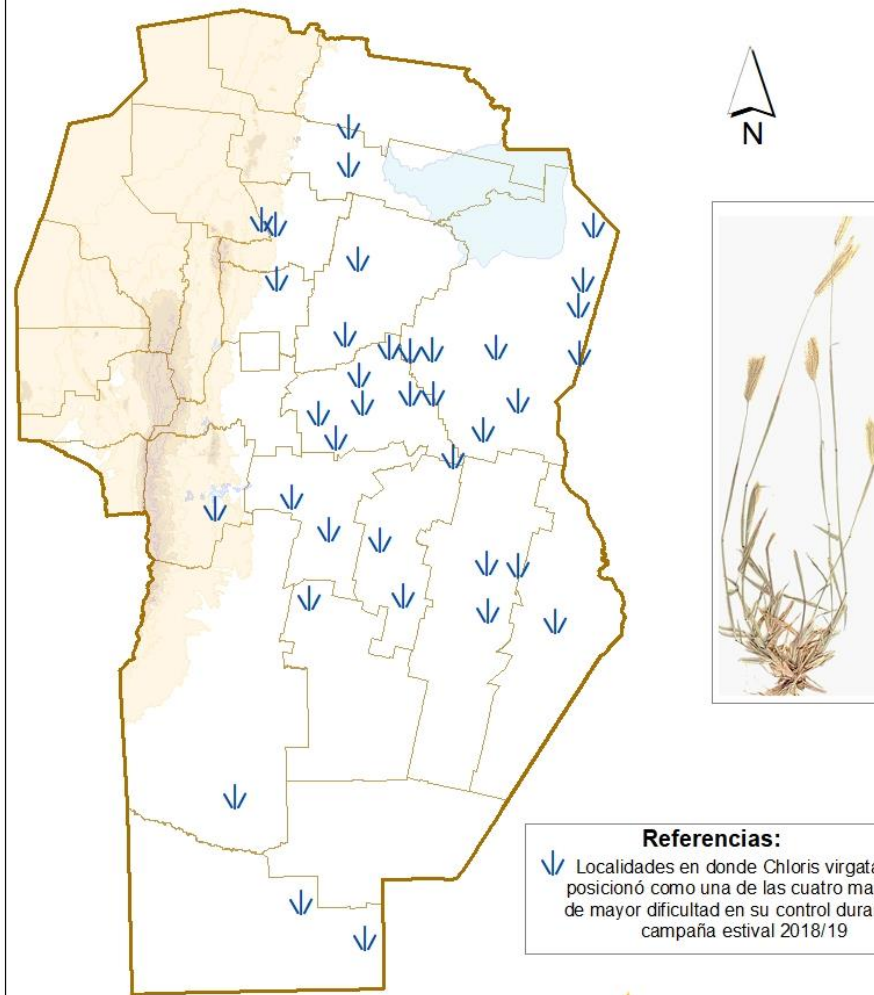 N
Referencias:
Localidades en donde Chloris virgata
posicionó como una de las cuatro ma
de mayor dificultad en su control dura
campaña estival 2018/19